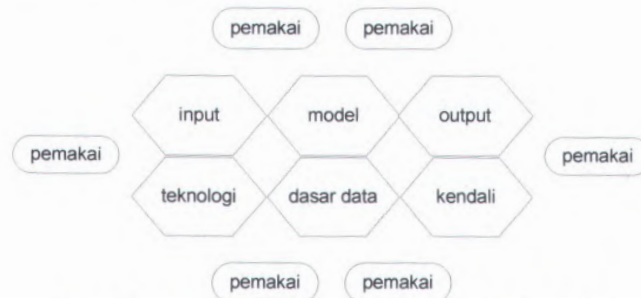 pemakai pemakai
input model output
pemakai pemakai
teknologi dasar data kendali
pemakai pemakai